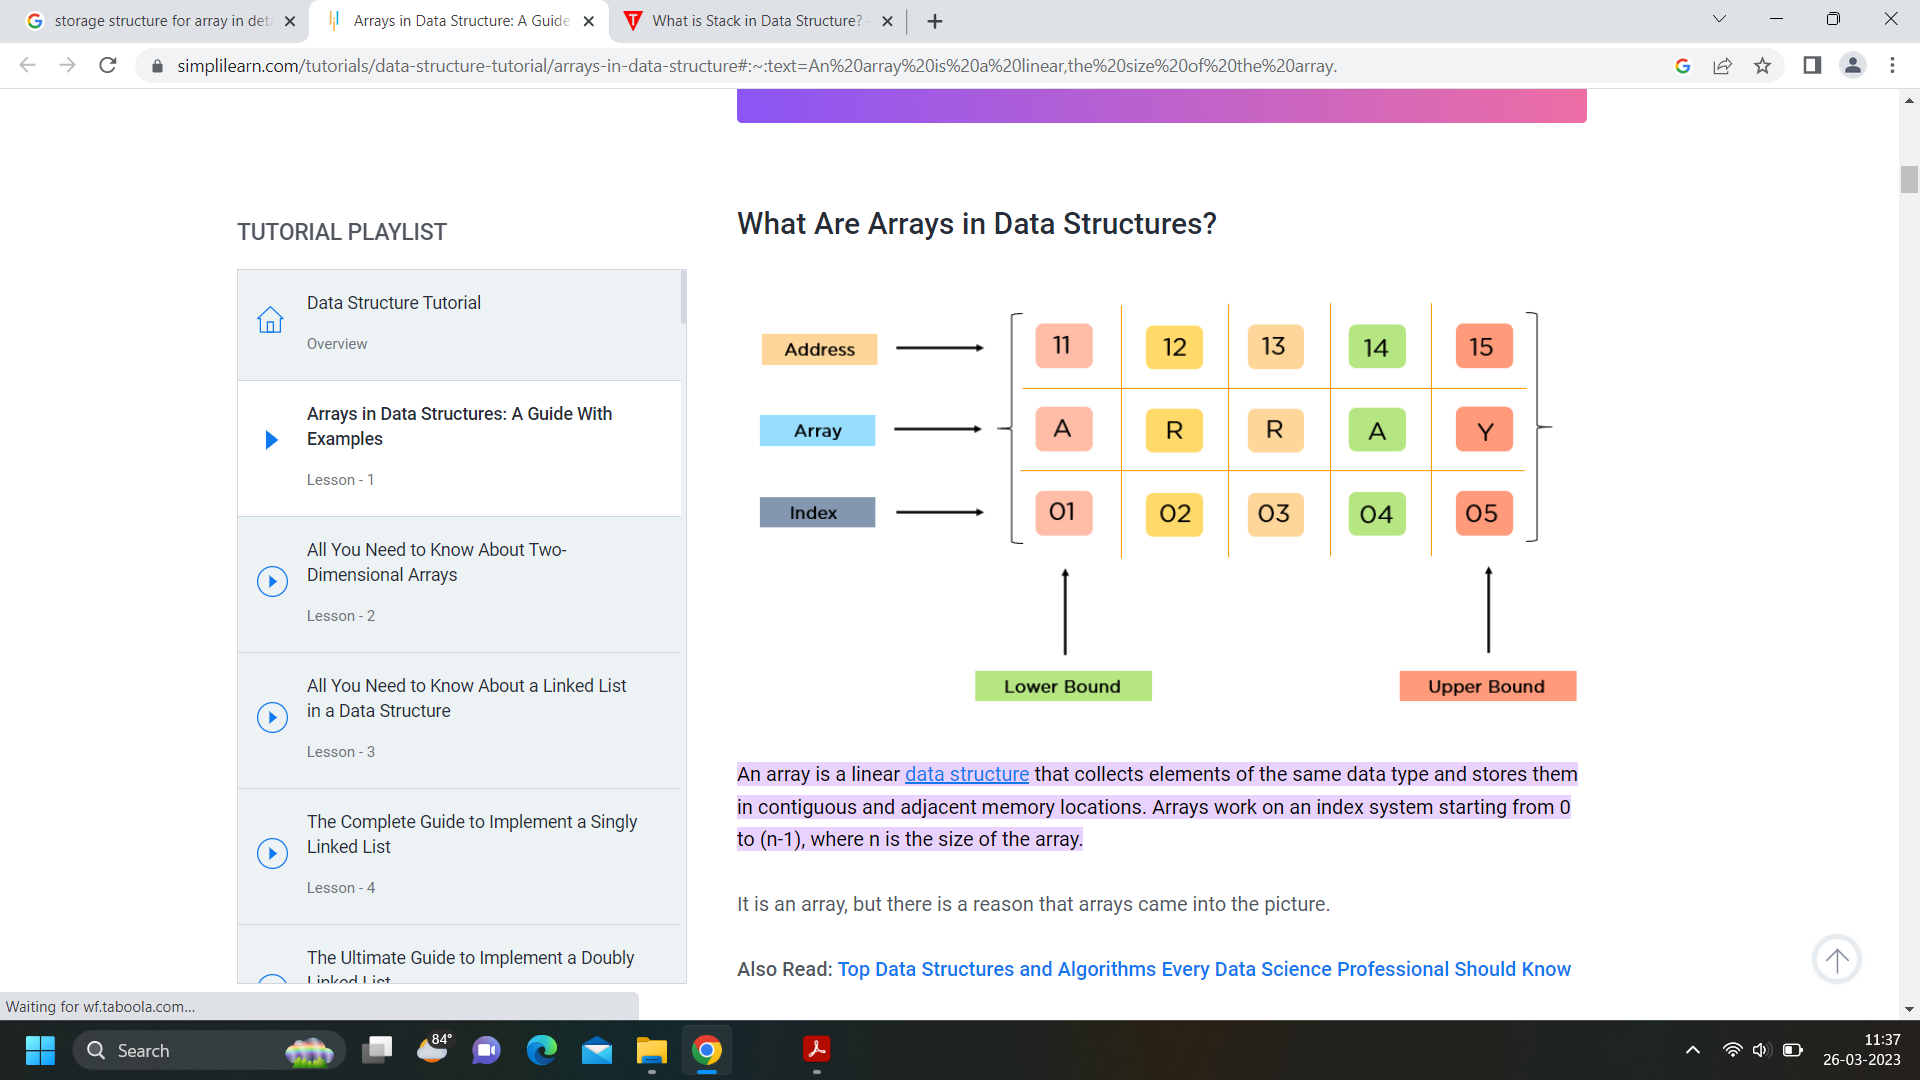 storage structure for array in deta
Arrays in Data Structure: A Guide
What is Stack in Data Structure? -
simplilearn.com/tutorials/data-structure-tutorial/arrays-in-data-structure#:~:text=An%20array%20is%20a%20linear,the%20size%20of%20the%20array.
TUTORIAL PLAYLIST
Data Structure Tutorial
Overview
Arrays in Data Structures: A Guide With
Examples
Lesson - 1
All You Need to Know About Two-
Dimensional Arrays
Lesson - 2
All You Need to Know About a Linked List
in a Data Structure
Lesson - 3
The Complete Guide to Implement a Singly
Linked List
Lesson - 4
The Ultimate Guide to Implement a Doubly
Linked List
What Are Arrays in Data Structures?
Address 11 12 13 14 15
Array A R R A Y
Index 01 02 03 04 05
Lower Bound Upper Bound
An array is a linear data structure that collects elements of the same data type and stores them
in contiguous and adjacent memory locations. Arrays work on an index system starting from 0
to (n-1), where n is the size of the array.
It is an array, but there is a reason that arrays came into the picture.
Also Read: Top Data Structures and Algorithms Every Data Science Professional Should Know
Waiting for wf.taboola.com...
Search
84°
11:37
26-03-2023